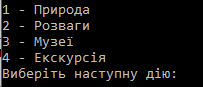 1 - Природа
2 - Розваги
3 - Музеї
4 - Екскурсія
Виберіть наступну дію: